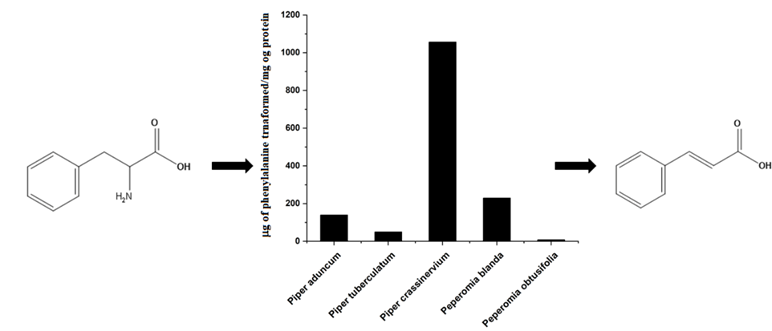 O
OH
H₂N
µg of phenylalanine trnaformed/mg og protein
1200
1000
800
600
400
200
0
Piper aduncum
Piper tuberculatum
Piper crassinervium
Peperomia blanda
Peperomia obtusifolia
O
OH